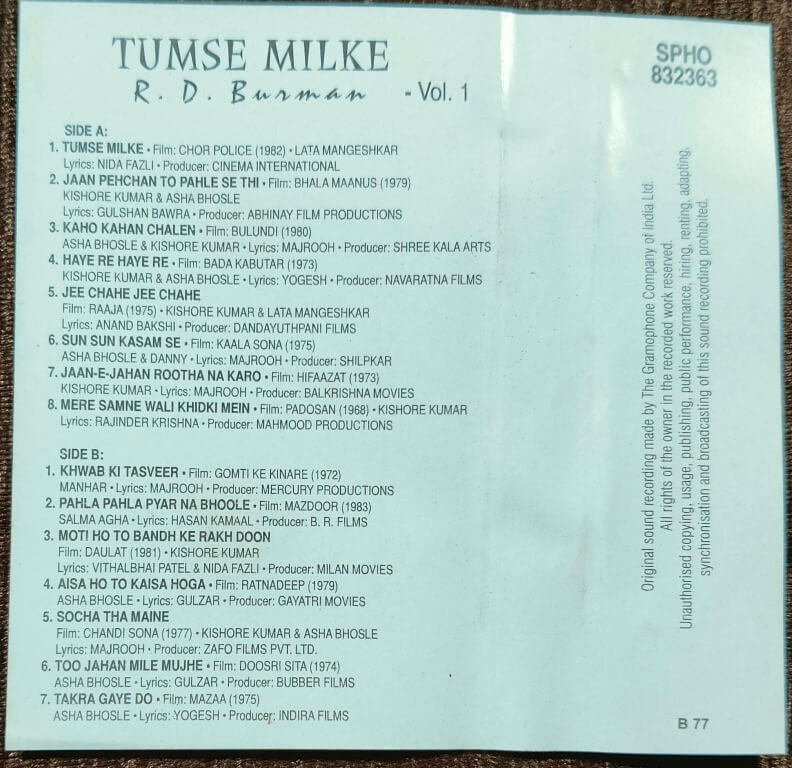 TUMSE MILKE
R. D. Burman - Vol. 1
SPHO
832363
SIDE A:
1. TUMSE MILKE • Film: CHOR POLICE (1982) • LATA MANGESHKAR
Lyrics: NIDA FAZLI • Producer: CINEMA INTERNATIONAL
2. JAAN PEHCHAN TO PAHLE SE THI • Film: BHALA MAANUS (1979)
KISHORE KUMAR & ASHA BHOSLE
Lyrics: GULSHAN BAWRA • Producer: ABHINAY FILM PRODUCTIONS
3. KAHO KAHAN CHALEN • Film: BULUNDI (1980)
ASHA BHOSLE & KISHORE KUMAR • Lyrics: MAJROOH • Producer: SHREE KALA ARTS
4. HAYE RE HAYE RE • Film: BADA KABUTAR (1973)
KISHORE KUMAR & ASHA BHOSLE • Lyrics: YOGESH • Producer: NAVARATNA FILMS
5. JEE CHAHE JEE CHAHE
Film: RAAJA (1975) • KISHORE KUMAR & LATA MANGESHKAR
Lyrics: ANAND BAKSHI • Producer: DANDAYUTHPANI FILMS
6. SUN SUN KASAM SE • Film: KAALA SONA (1975)
ASHA BHOSLE & DANNY • Lyrics: MAJROOH • Producer: SHILPKAR
7. JAAN-E-JAHAN ROOTHA NA KARO • Film: HIFAAZAT (1973)
KISHORE KUMAR • Lyrics: MAJROOH • Producer: BALKRISHNA MOVIES
8. MERE SAMNE WALI KHIDKI MEIN • Film: PADOSAN (1968) • KISHORE KUMAR
Lyrics: RAJINDER KRISHNA • Producer: MAHMOOD PRODUCTIONS
SIDE B:
1. KHWAB KI TASVEER • Film: GOMTI KE KINARE (1972)
MANHAR • Lyrics: MAJROOH • Producer: MERCURY PRODUCTIONS
2. PAHLA PAHLA PYAR NA BHOOLE • Film: MAZDOOR (1983)
SALMA AGHA • Lyrics: HASAN KAMAAL • Producer: B. R. FILMS
3. MOTI HO TO BANDH KE RAKH DOON
Film: DAULAT (1981) • KISHORE KUMAR
Lyrics: VITHALBHAI PATEL & NIDA FAZLI • Producer: MILAN MOVIES
4. AISA HO TO KAISA HOGA • Film: RATNADEEP (1979)
ASHA BHOSLE • Lyrics: GULZAR • Producer: GAYATRI MOVIES
5. SOCHA THA MAINE
Film: CHANDI SONA (1977) • KISHORE KUMAR & ASHA BHOSLE
Lyrics: MAJROOH • Producer: ZAFO FILMS PVT. LTD.
6. TOO JAHAN MILE MUJHE • Film: DOOSRI SITA (1974)
ASHA BHOSLE • Lyrics: GULZAR • Producer: BUBBER FILMS
7. TAKRA GAYE DO • Film: MAZAA (1975)
ASHA BHOSLE • Lyrics: YOGESH • Producer: INDIRA FILMS
Original sound recording made by The Gramophone Company of India Ltd.
All rights of the owner in the recorded work reserved.
Unauthorised copying, usage, publishing, public performance, hiring, renting, adapting,
synchronisation and broadcasting of this sound recording prohibited.
B 77